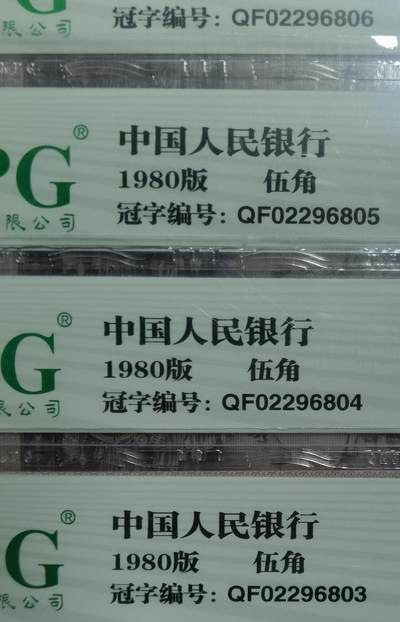 G
限公司
冠字编号: QF02296806
PG®
有限公司
中国人民银行
1980版 伍角
冠字编号: QF02296805
G®
限公司
中国人民银行
1980版 伍角
冠字编号: QF02296804
G®
限公司
中国人民银行
1980版 伍角
冠字编号: QF02296803